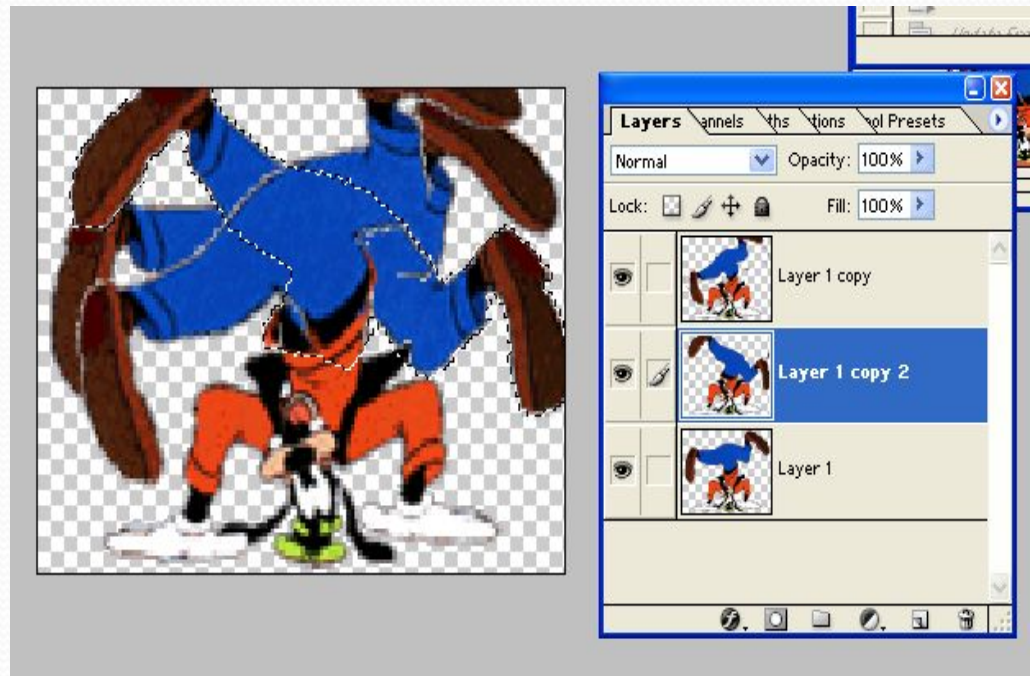 Layers annels ths tions ool Presets
Normal Opacity: 100%
Lock: Fill: 100%
Layer 1 copy
Layer 1 copy 2
Layer 1